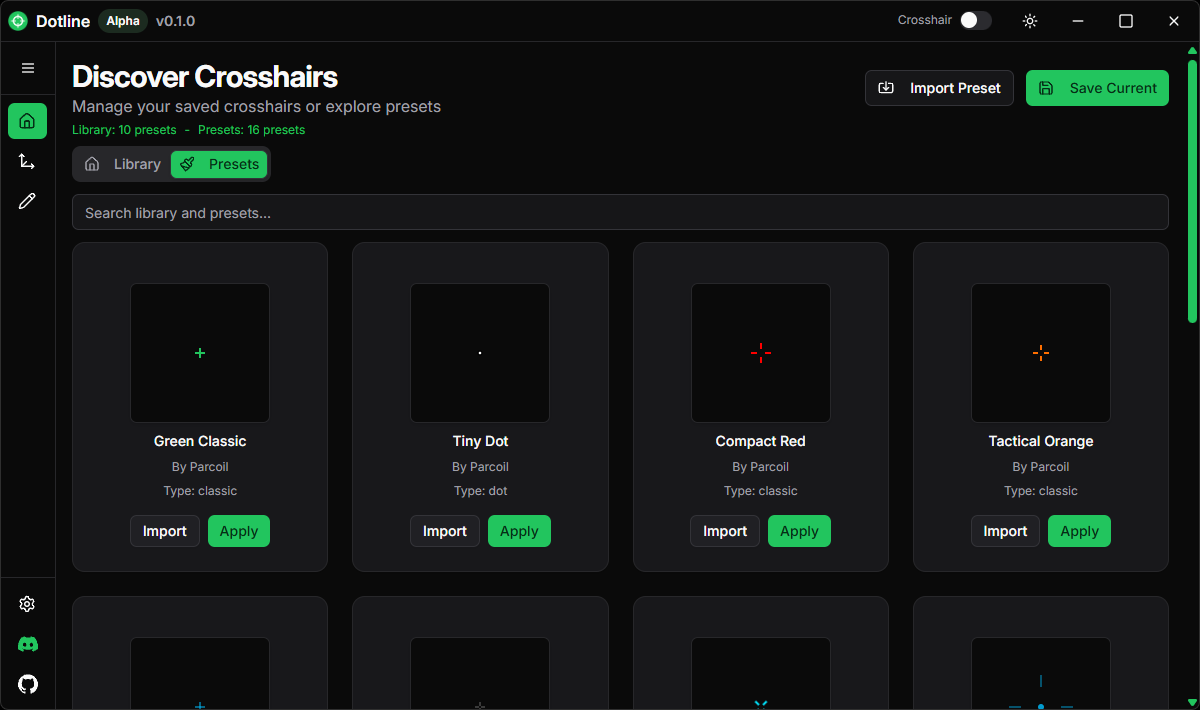 Dotline Alpha v0.1.0 Crosshair
Discover Crosshairs
Manage your saved crosshairs or explore presets
Library: 10 presets - Presets: 16 presets
Import Preset Save Current
Library Presets
Search library and presets...
Green Classic Tiny Dot Compact Red Tactical Orange
By Parcoil By Parcoil By Parcoil By Parcoil
Type: classic Type: dot Type: classic Type: classic
Import Apply Import Apply Import Apply Import Apply